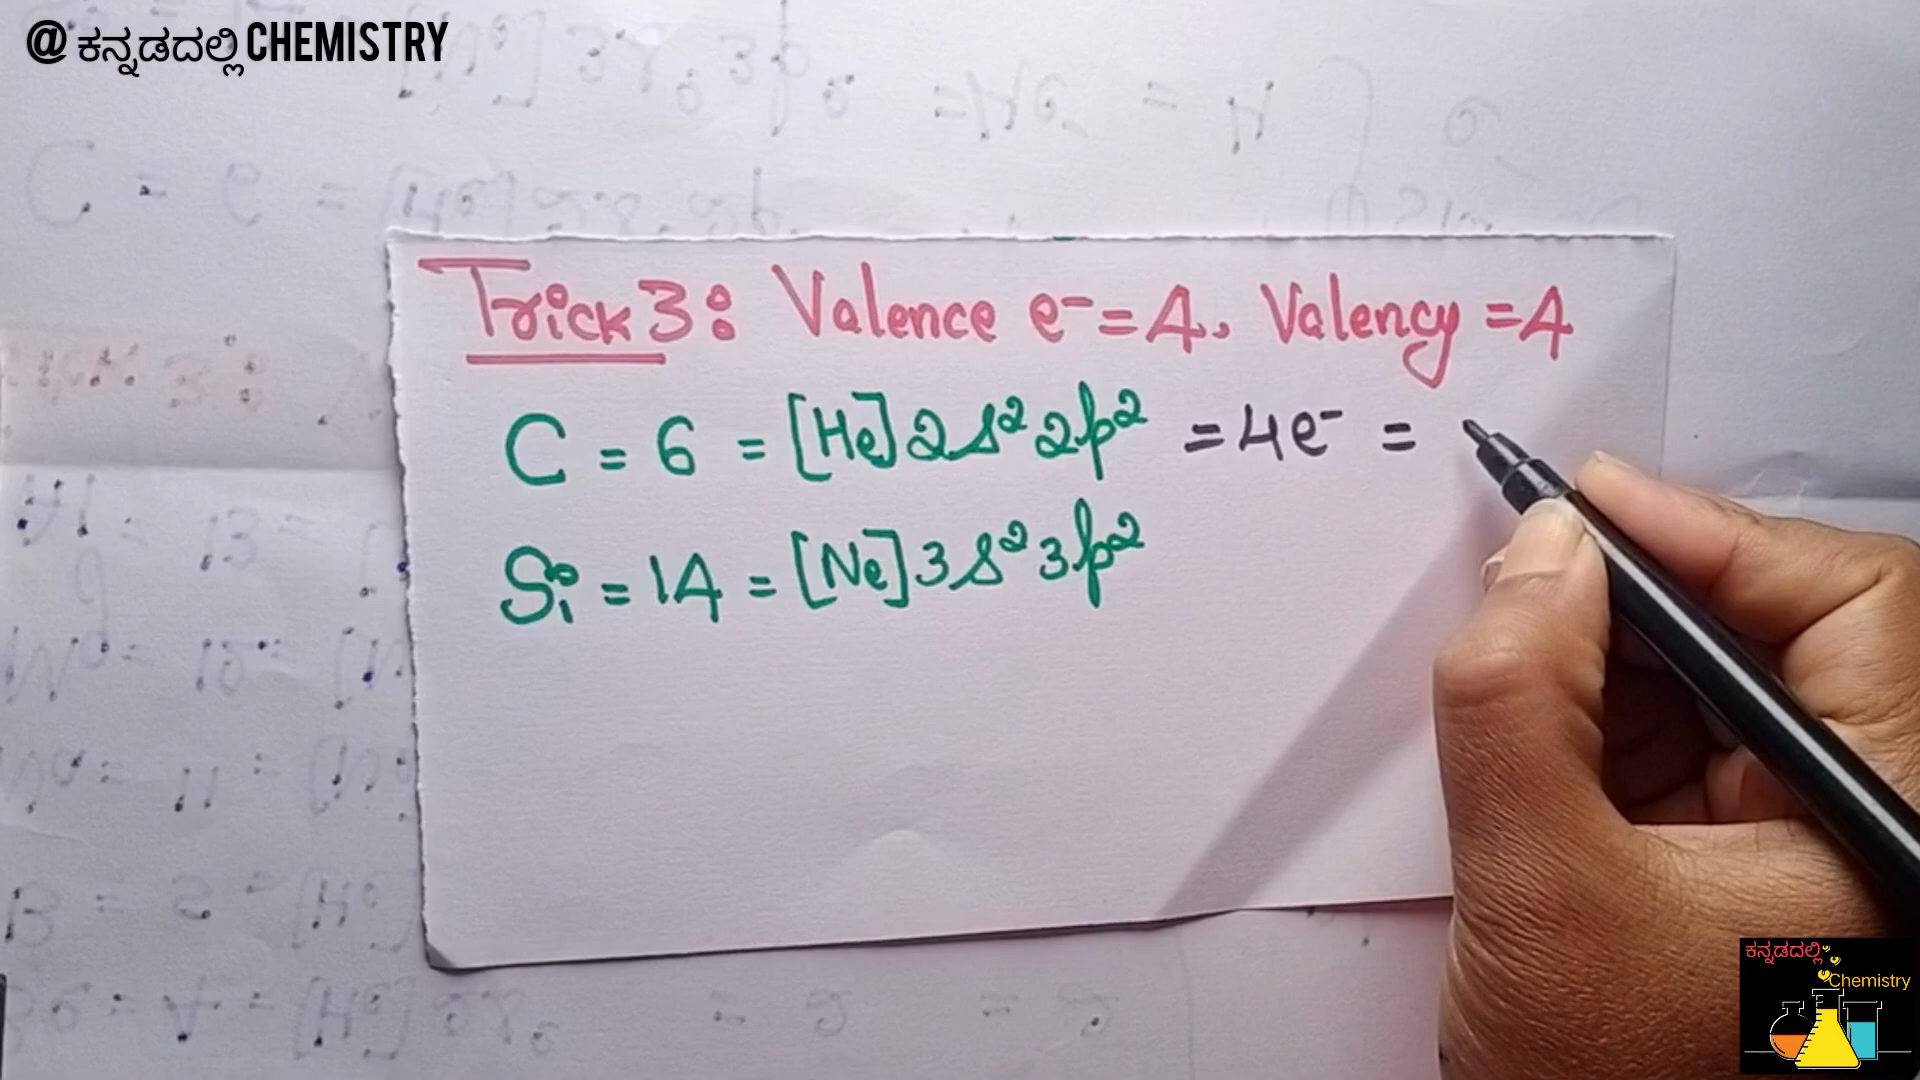 @ ಕನ್ನಡದಲ್ಲಿ CHEMISTRY
Trick 3: Valence e⁻ = 4, Valency = 4
C = 6 = [He] 2s² 2p² = 4e⁻ =
Si = 14 = [Ne] 3s² 3p²
ಕನ್ನಡದಲ್ಲಿ
Chemistry